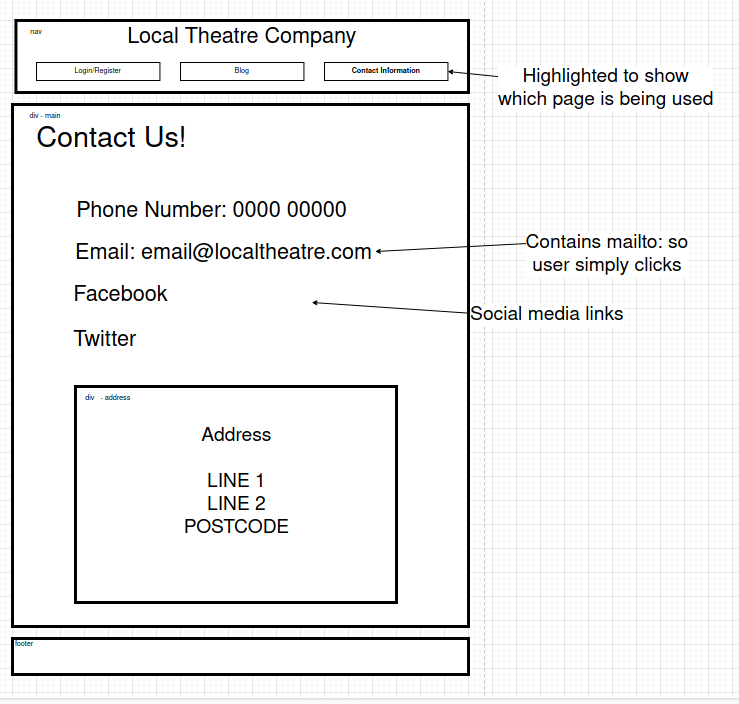 nav
Local Theatre Company
Login/Register
Blog
Contact Information
Highlighted to show
which page is being used
div - main
Contact Us!
Phone Number: 0000 00000
Email: email@localtheatre.com
Contains mailto: so
user simply clicks
Facebook
Social media links
Twitter
div - address
Address
LINE 1
LINE 2
POSTCODE
footer